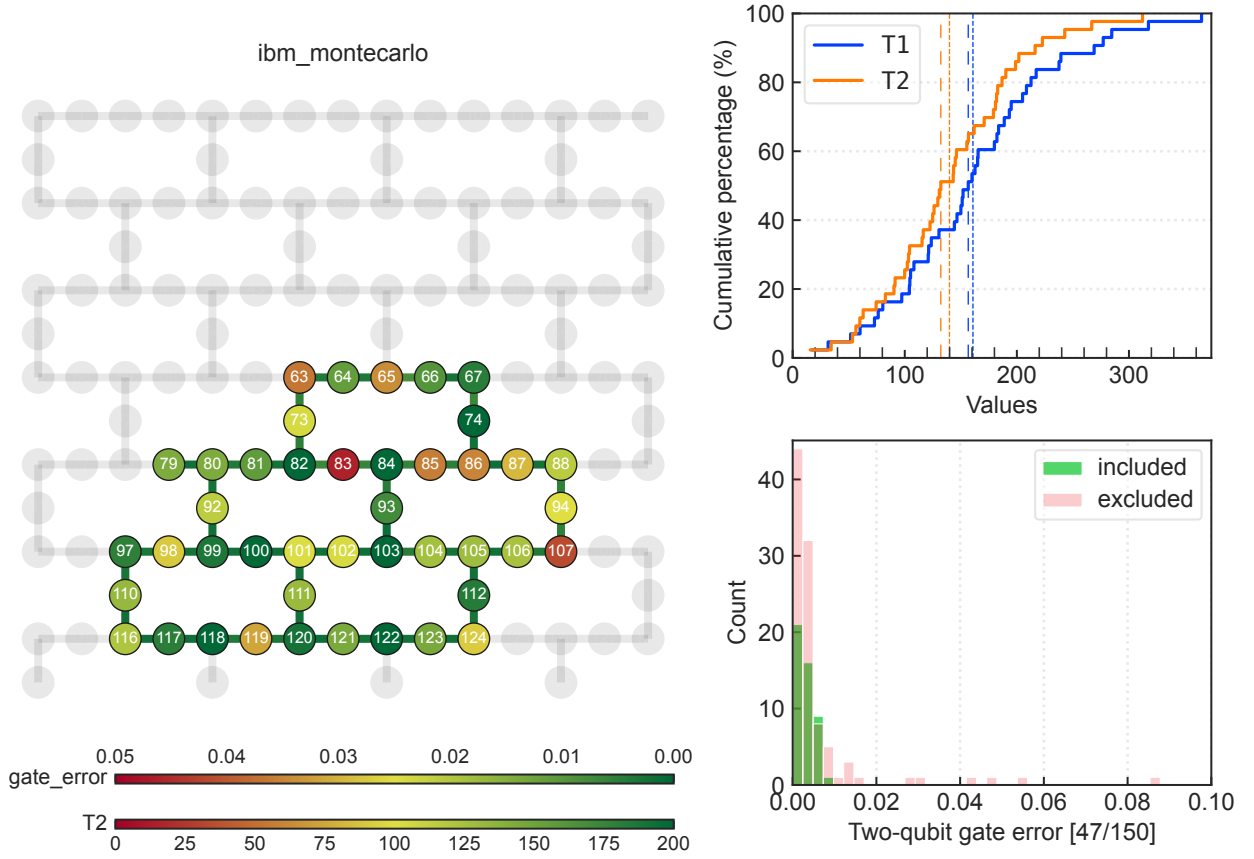 ibm_montecarlo
63 64 65 66 67
73 74
79 80 81 82 83 84 85 86 87 88
92 93 94
97 98 99 100 101 102 103 104 105 106 107
110 111 112
116 117 118 119 120 121 122 123 124
0.05 0.04 0.03 0.02 0.01 0.00
gate_error
T2
0 25 50 75 100 125 150 175 200
100
80
60
40
20
0
Cumulative percentage (%)
T1
T2
0 100 200 300
Values
40
30
20
10
0
Count
included
excluded
0.00 0.02 0.04 0.06 0.08 0.10
Two-qubit gate error [47/150]